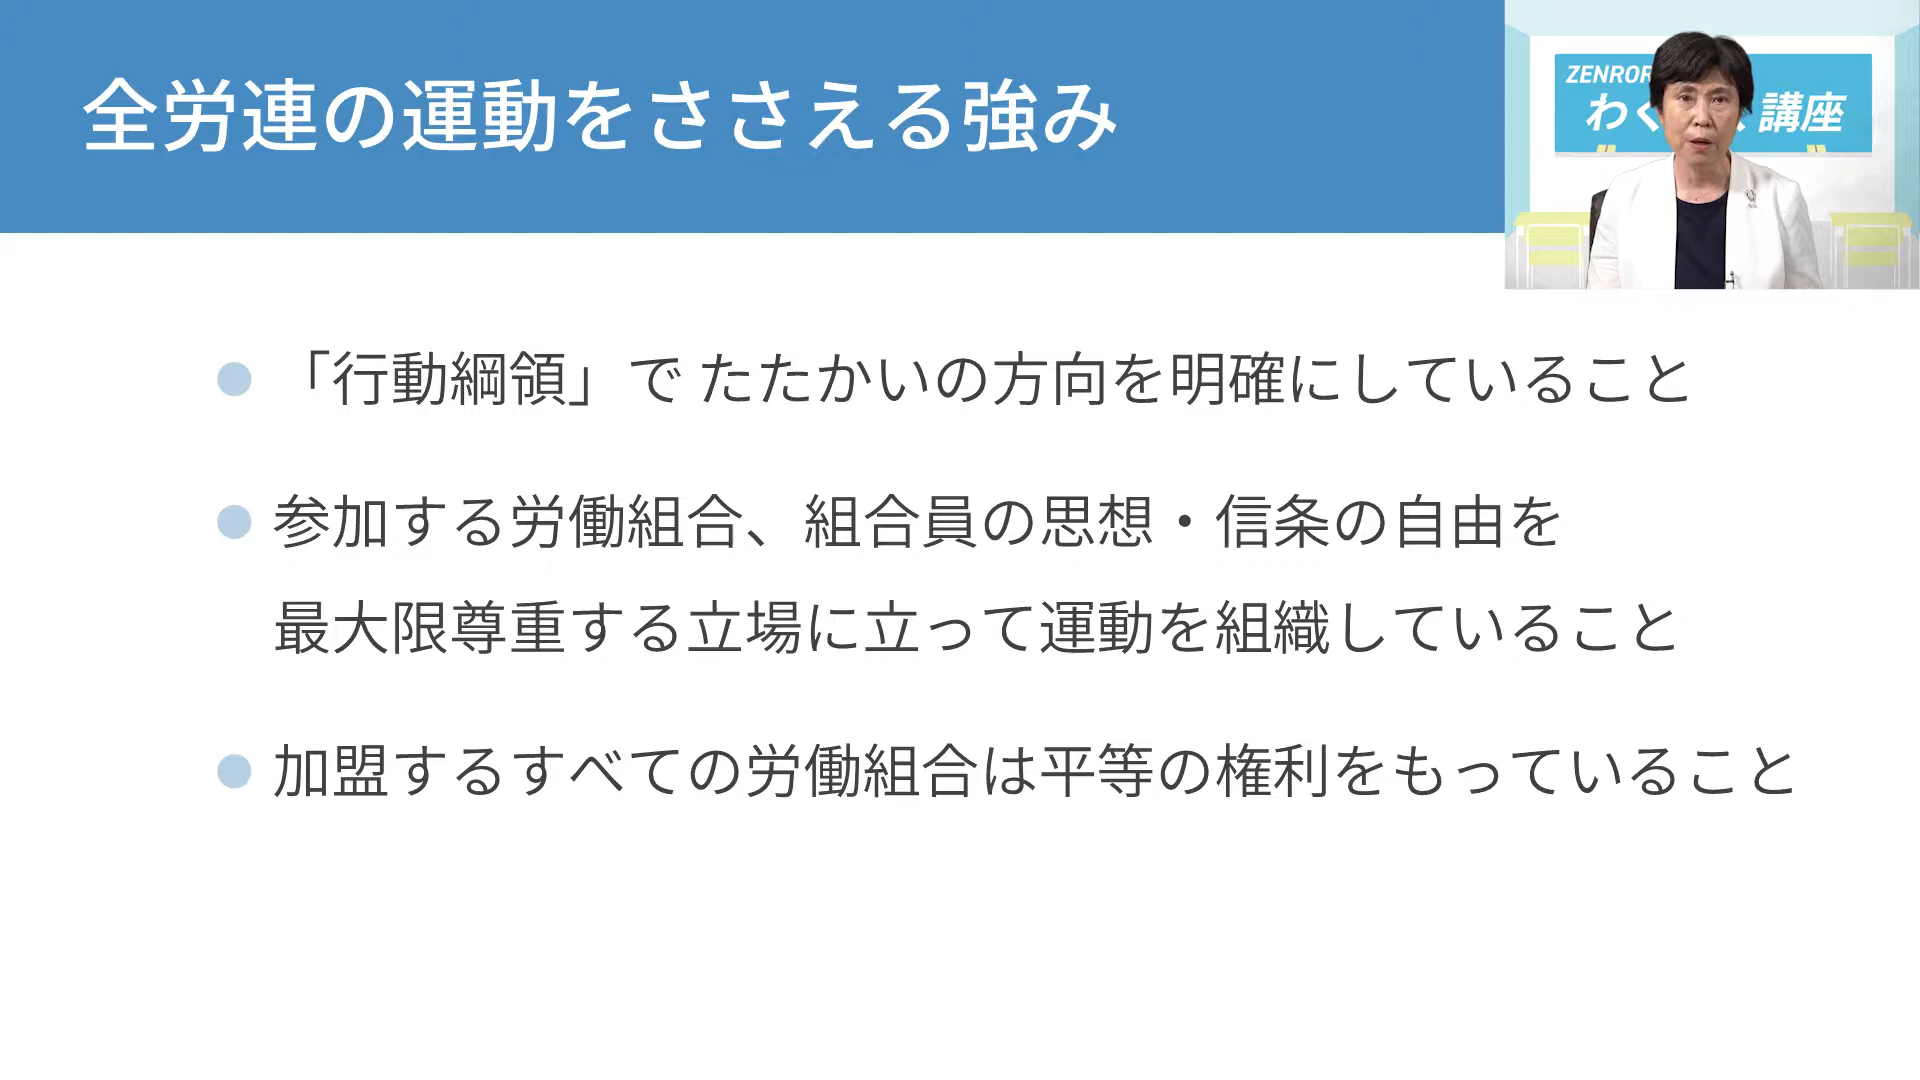 全労連の運動をささえる強み
ZENROR
わく 講座
「行動綱領」で たたかいの方向を明確にしていること
参加する労働組合、組合員の思想・信条の自由を
最大限尊重する立場に立って運動を組織していること
加盟するすべての労働組合は平等の権利をもっていること